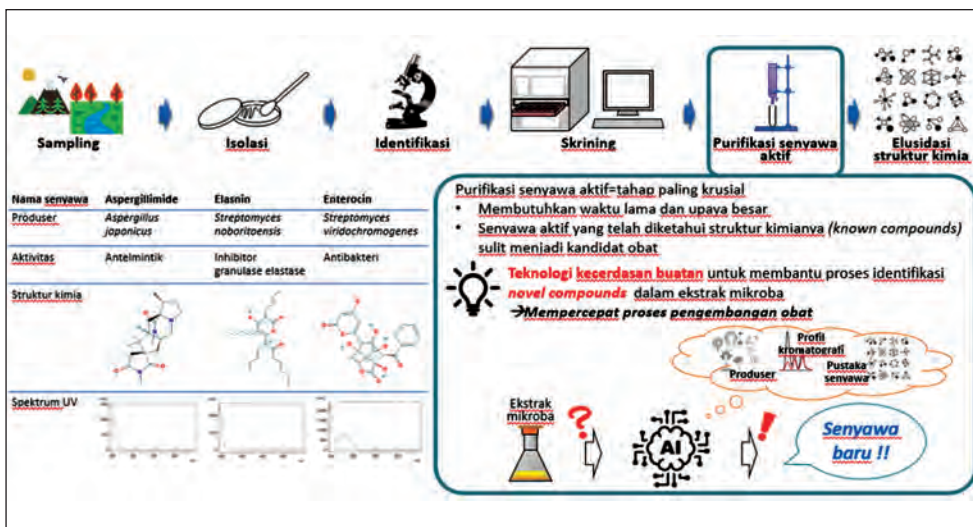 Sampling
Isolasi
Identifikasi
Skrining
Purifikasi senyawa
aktif
Elusidasi
struktur kimia
Nama senyawa Aspergillimide Elasnin Enterocin
Produser Aspergillus Streptomyces Streptomyces
japonicus noboritoensis viridochromogenes
Aktivitas Antelmintik Inhibitor Antibakteri
granulase elastase
Struktur kimia
Spektrum UV
Purifikasi senyawa aktif=tahap paling krusial
• Membutuhkan waktu lama dan upaya besar
• Senyawa aktif yang telah diketahui struktur kimianya (known compounds)
sulit menjadi kandidat obat
Teknologi kecerdasan buatan untuk membantu proses identifikasi
novel compounds dalam ekstrak mikroba
→Mempercepat proses pengembangan obat
Profil
kromatografi
Produser
Pustaka
senyawa
Ekstrak
mikroba
?
AI
!
Senyawa
baru !!